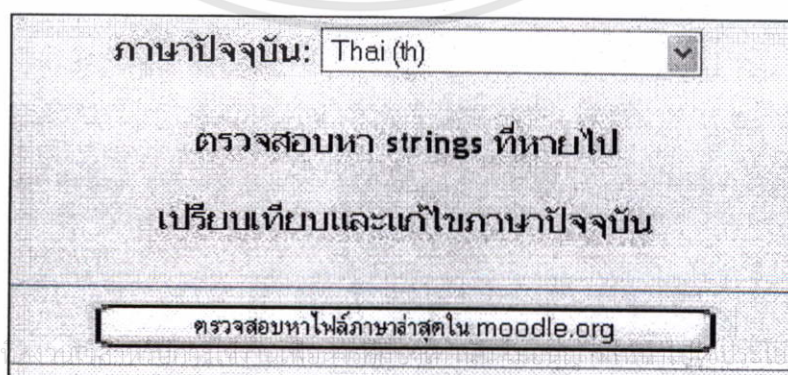 ภาษาปัจจุบัน: Thai (th)
ตรวจสอบหา strings ที่หายไป
เปรียบเทียบและแก้ไขภาษาปัจจุบัน
ตรวจสอบหาไฟล์ภาษาล่าสุดใน moodle.org